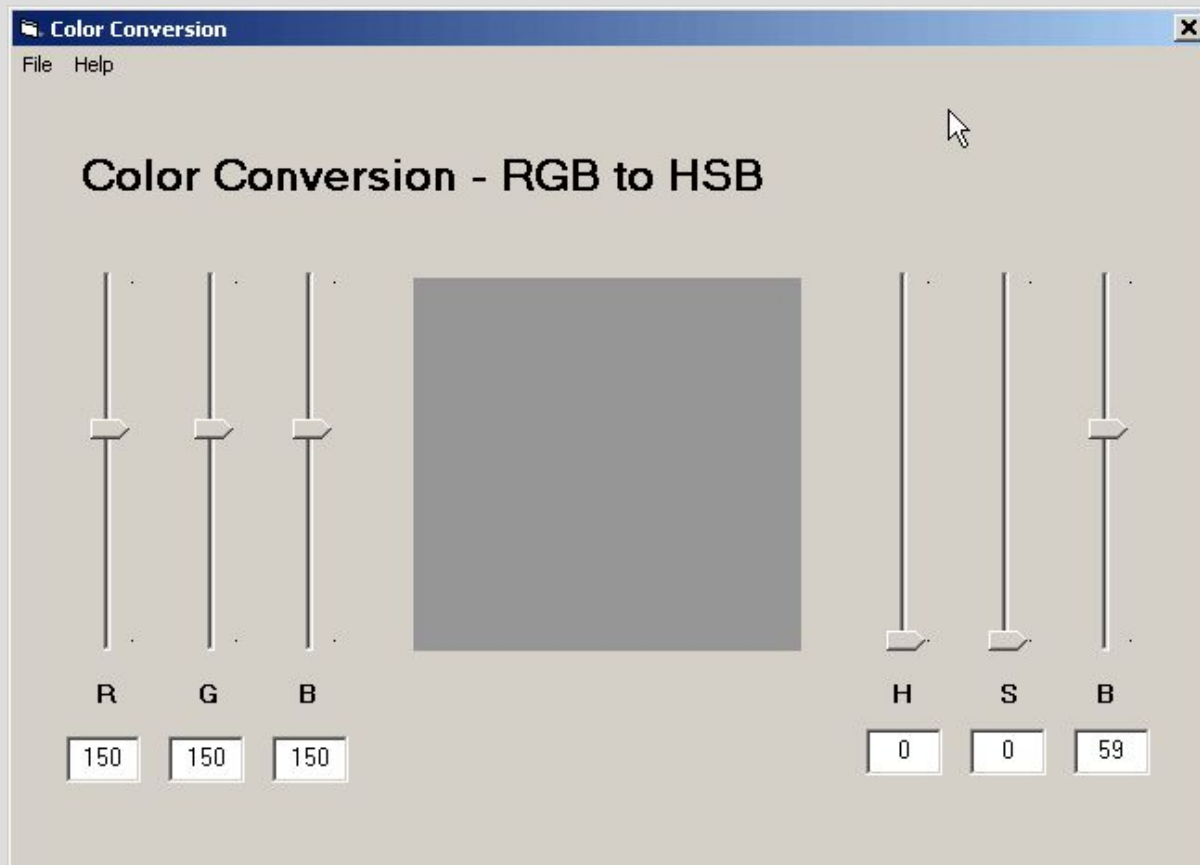 Color Conversion
File Help
Color Conversion - RGB to HSB
R G B H S B
150 150 150 0 0 59